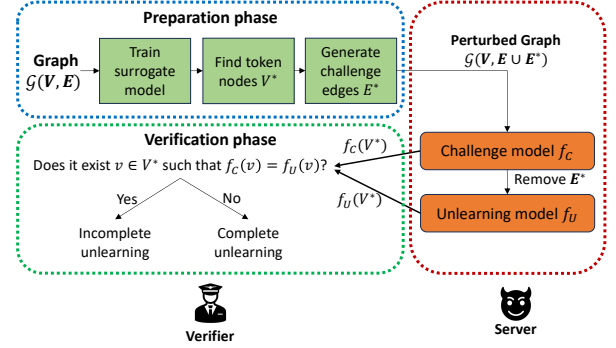 Preparation phase
Graph
𝒢(V, E)
Train
surrogate
model
Find token
nodes V*
Generate
challenge
edges E*
Perturbed Graph
𝒢(V, E ∪ E*)
Verification phase
Does it exist v ∈ V* such that f_C(v) = f_U(v)?
f_C(V*)
f_U(V*)
Yes
No
Incomplete
unlearning
Complete
unlearning
Challenge model f_C
Remove E*
Unlearning model f_U
Verifier
Server